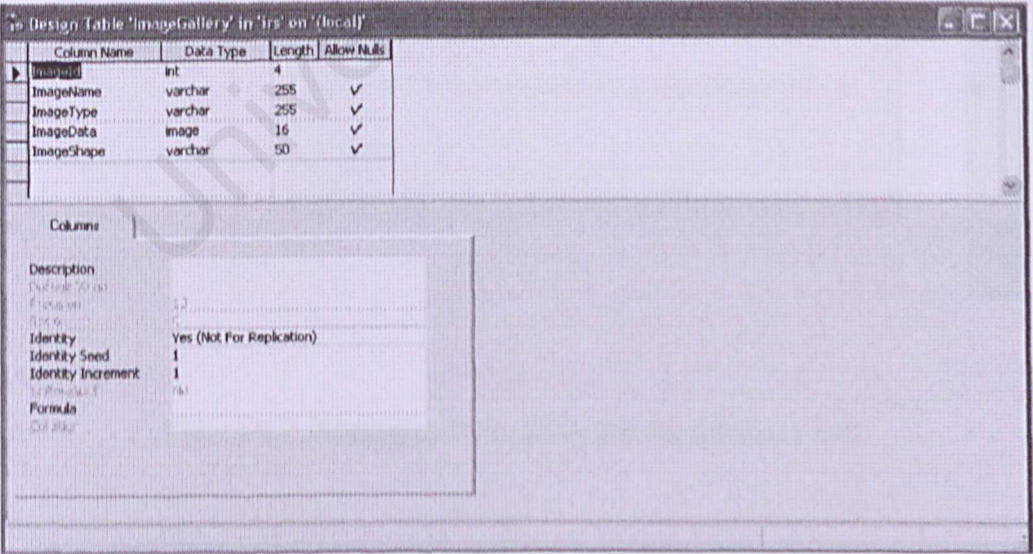 Design Table 'ImageGallery' in 'irs' on '(local)'
Column Name Data Type Length Allow Nulls
ImageId int 4
ImageName varchar 255 ✓
ImageType varchar 255 ✓
ImageData image 16 ✓
ImageShape varchar 50 ✓
Univ
Columns
Description
Identity Yes (Not For Replication)
Identity Seed 1
Identity Increment 1
Formula